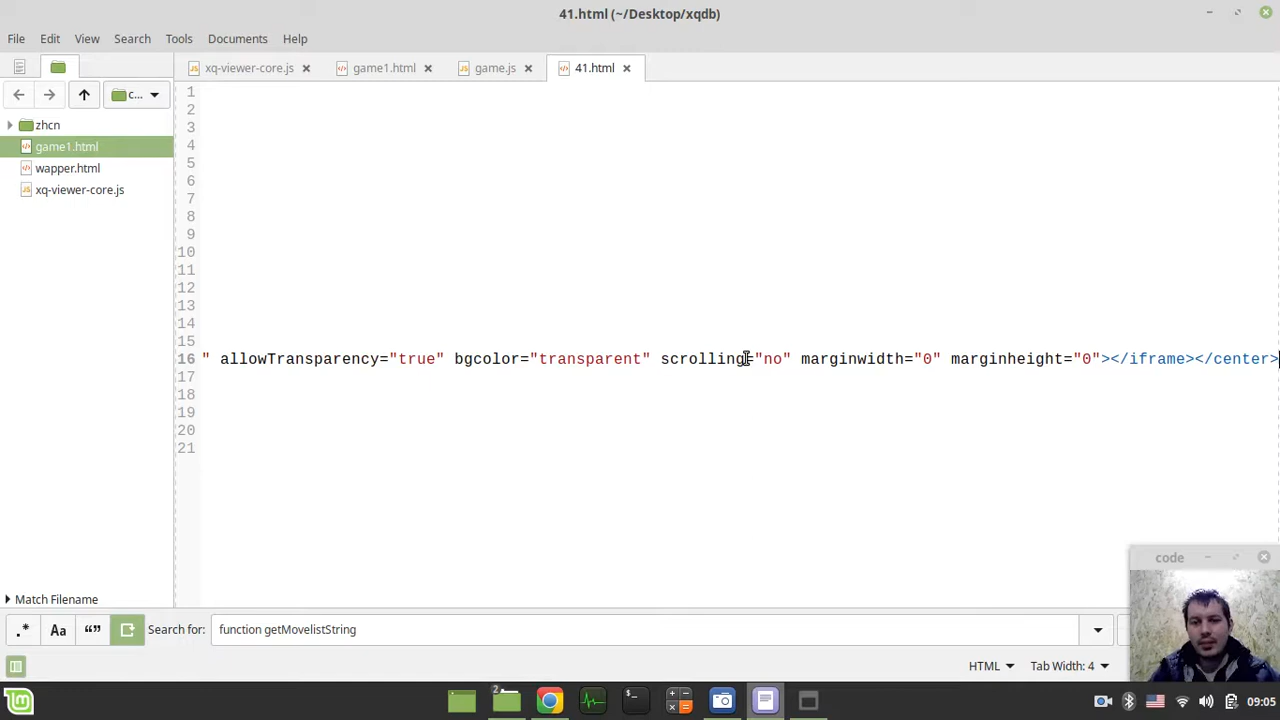 41.html (~/Desktop/xqdb)
File Edit View Search Tools Documents Help
xq-viewer-core.js game1.html game.js 41.html
c...
zhcn
game1.html
wapper.html
xq-viewer-core.js
1
2
3
4
5
6
7
8
9
10
11
12
13
14
15
16 " allowTransparency="true" bgcolor="transparent" scrolling="no" marginwidth="0" marginheight="0"></iframe></center>
17
18
19
20
21
code
Match Filename
.* Aa “” Search for: function getMovelistString
HTML Tab Width: 4
2
09:05